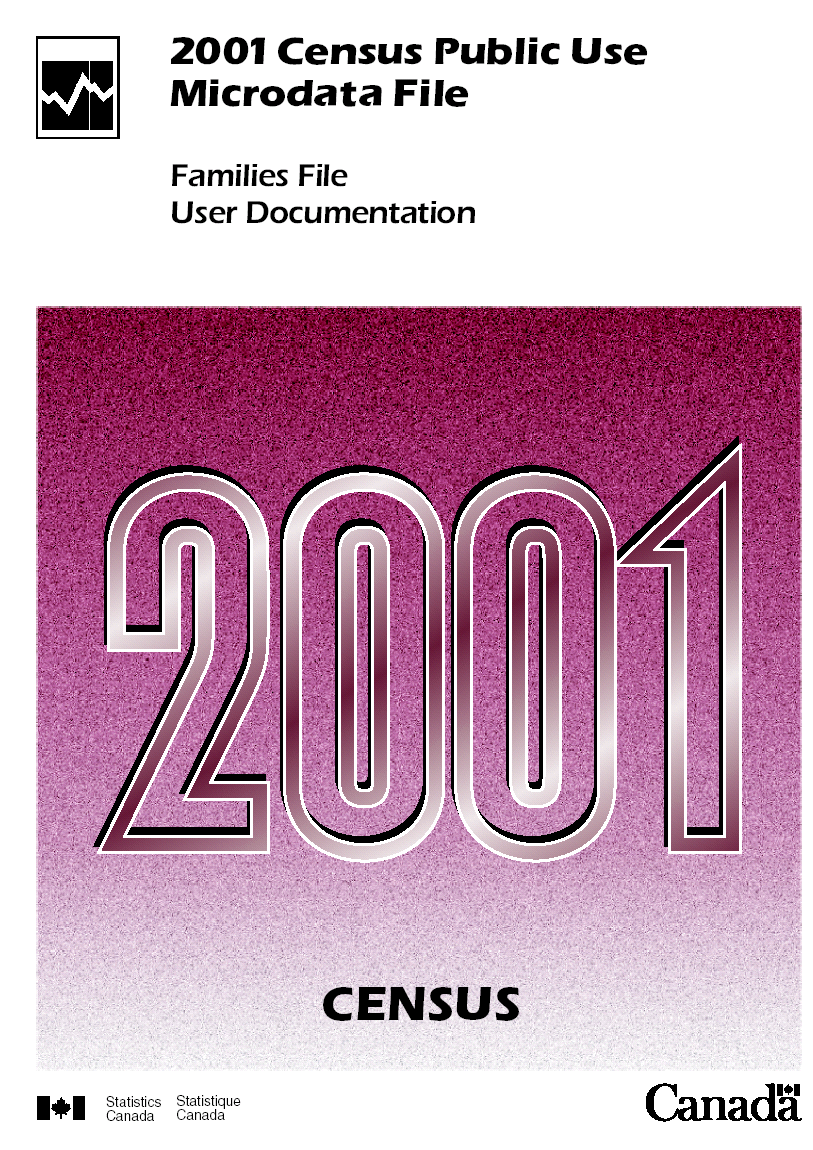 2001 Census Public Use
Microdata File
Families File
User Documentation
2001
CENSUS
Statistics Statistique
Canada Canada
Canada